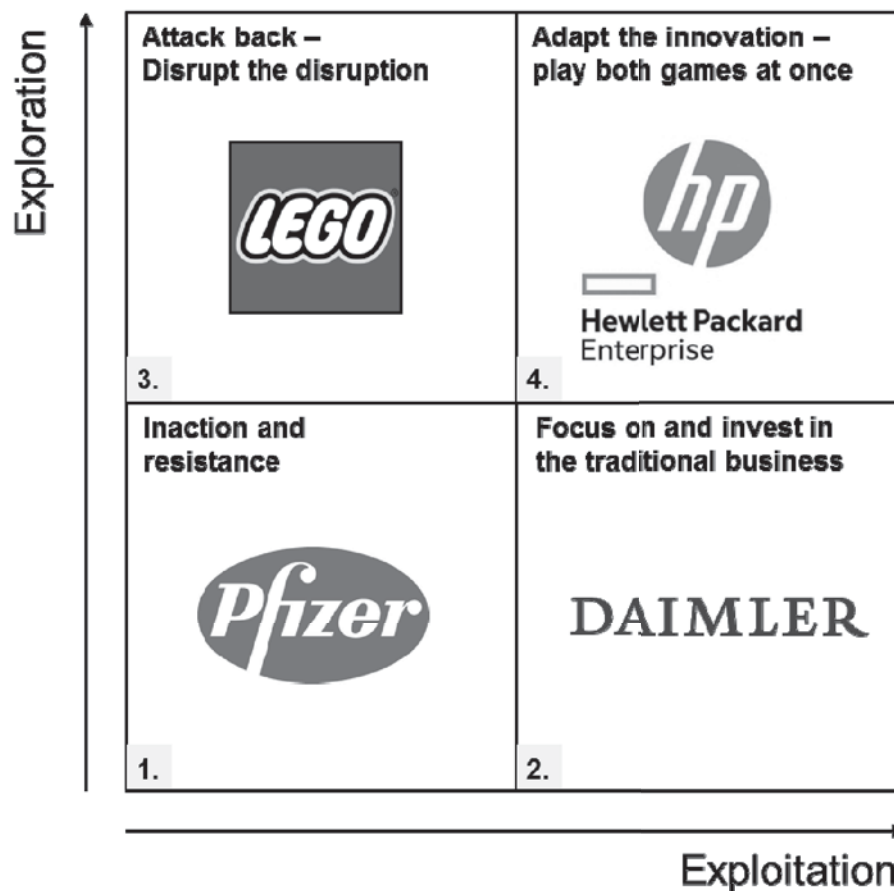 Exploration
Attack back –
Disrupt the disruption
LEGO
3.
Adapt the innovation –
play both games at once
hp
Hewlett Packard
Enterprise
4.
Inaction and
resistance
Pfizer
1.
Focus on and invest in
the traditional business
DAIMLER
2.
Exploitation